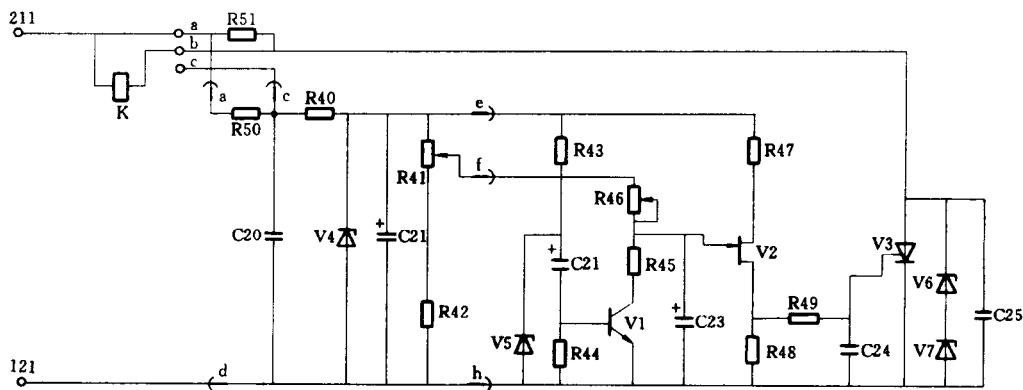 211
a
R51
b
c
K
a
c
R50
R40
e
R41
f
R43
R47
R46
C20
V4
+
C21
+
C21
R45
V2
V3
V6
R42
V5
V1
+
C23
R49
C25
R44
R48
C24
V7
121
d
h